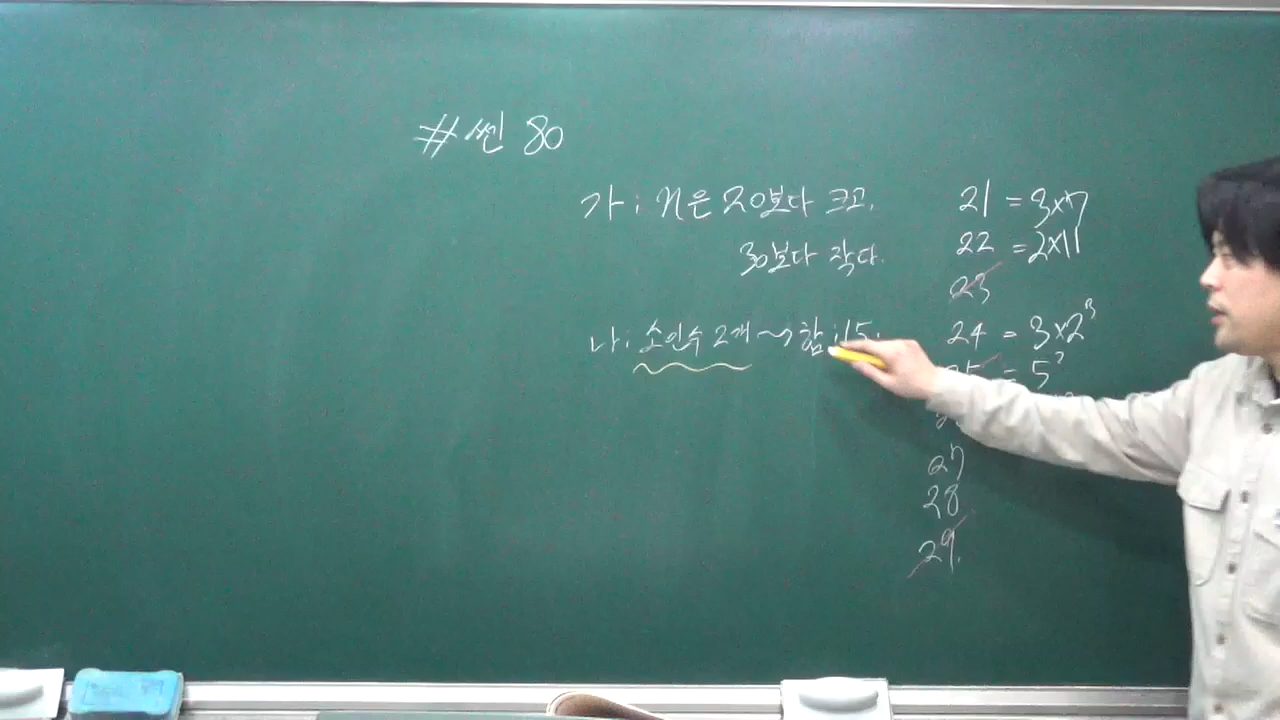 #쎈 80
가; n은 20보다 크고.
30보다 작다.
나; 소인수 2개 ~> 합;15.
21 = 3×7
22 = 2×11
23
24 = 3×2³
25 = 5²
27
28
29.